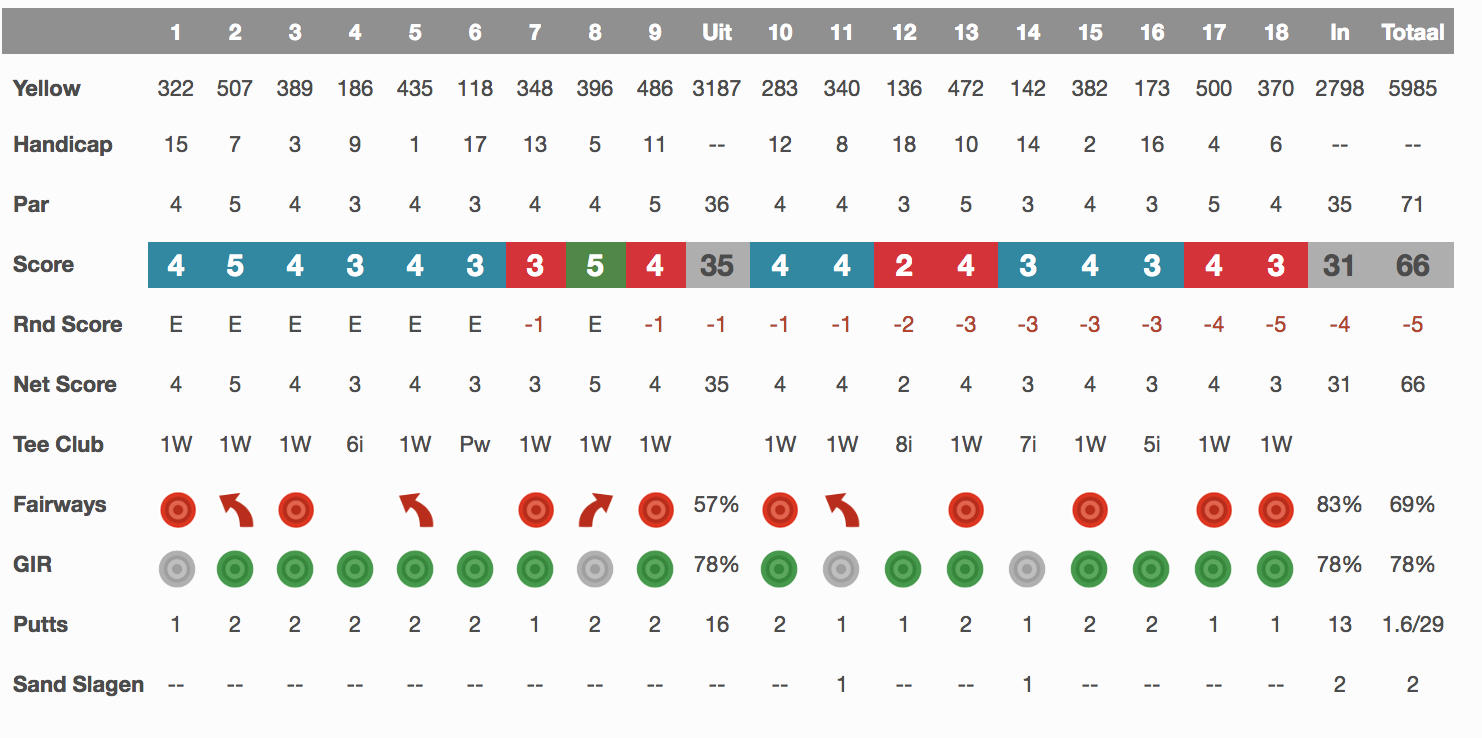 1 2 3 4 5 6 7 8 9 Uit 10 11 12 13 14 15 16 17 18 In Totaal
Yellow 322 507 389 186 435 118 348 396 486 3187 283 340 136 472 142 382 173 500 370 2798 5985
Handicap 15 7 3 9 1 17 13 5 11 -- 12 8 18 10 14 2 16 4 6 -- --
Par 4 5 4 3 4 3 4 4 5 36 4 4 3 5 3 4 3 5 4 35 71
Score 4 5 4 3 4 3 3 5 4 35 4 4 2 4 3 4 3 4 3 31 66
Rnd Score E E E E E E -1 E -1 -1 -1 -1 -2 -3 -3 -3 -3 -4 -5 -4 -5
Net Score 4 5 4 3 4 3 3 5 4 35 4 4 2 4 3 4 3 4 3 31 66
Tee Club 1W 1W 1W 6i 1W Pw 1W 1W 1W 1W 1W 8i 1W 7i 1W 5i 1W 1W
Fairways 57% 83% 69%
GIR 78% 78% 78%
Putts 1 2 2 2 2 2 1 2 2 16 2 1 1 2 1 2 2 1 1 13 1.6/29
Sand Slagen -- -- -- -- -- -- -- -- -- -- -- 1 -- -- 1 -- -- -- -- 2 2